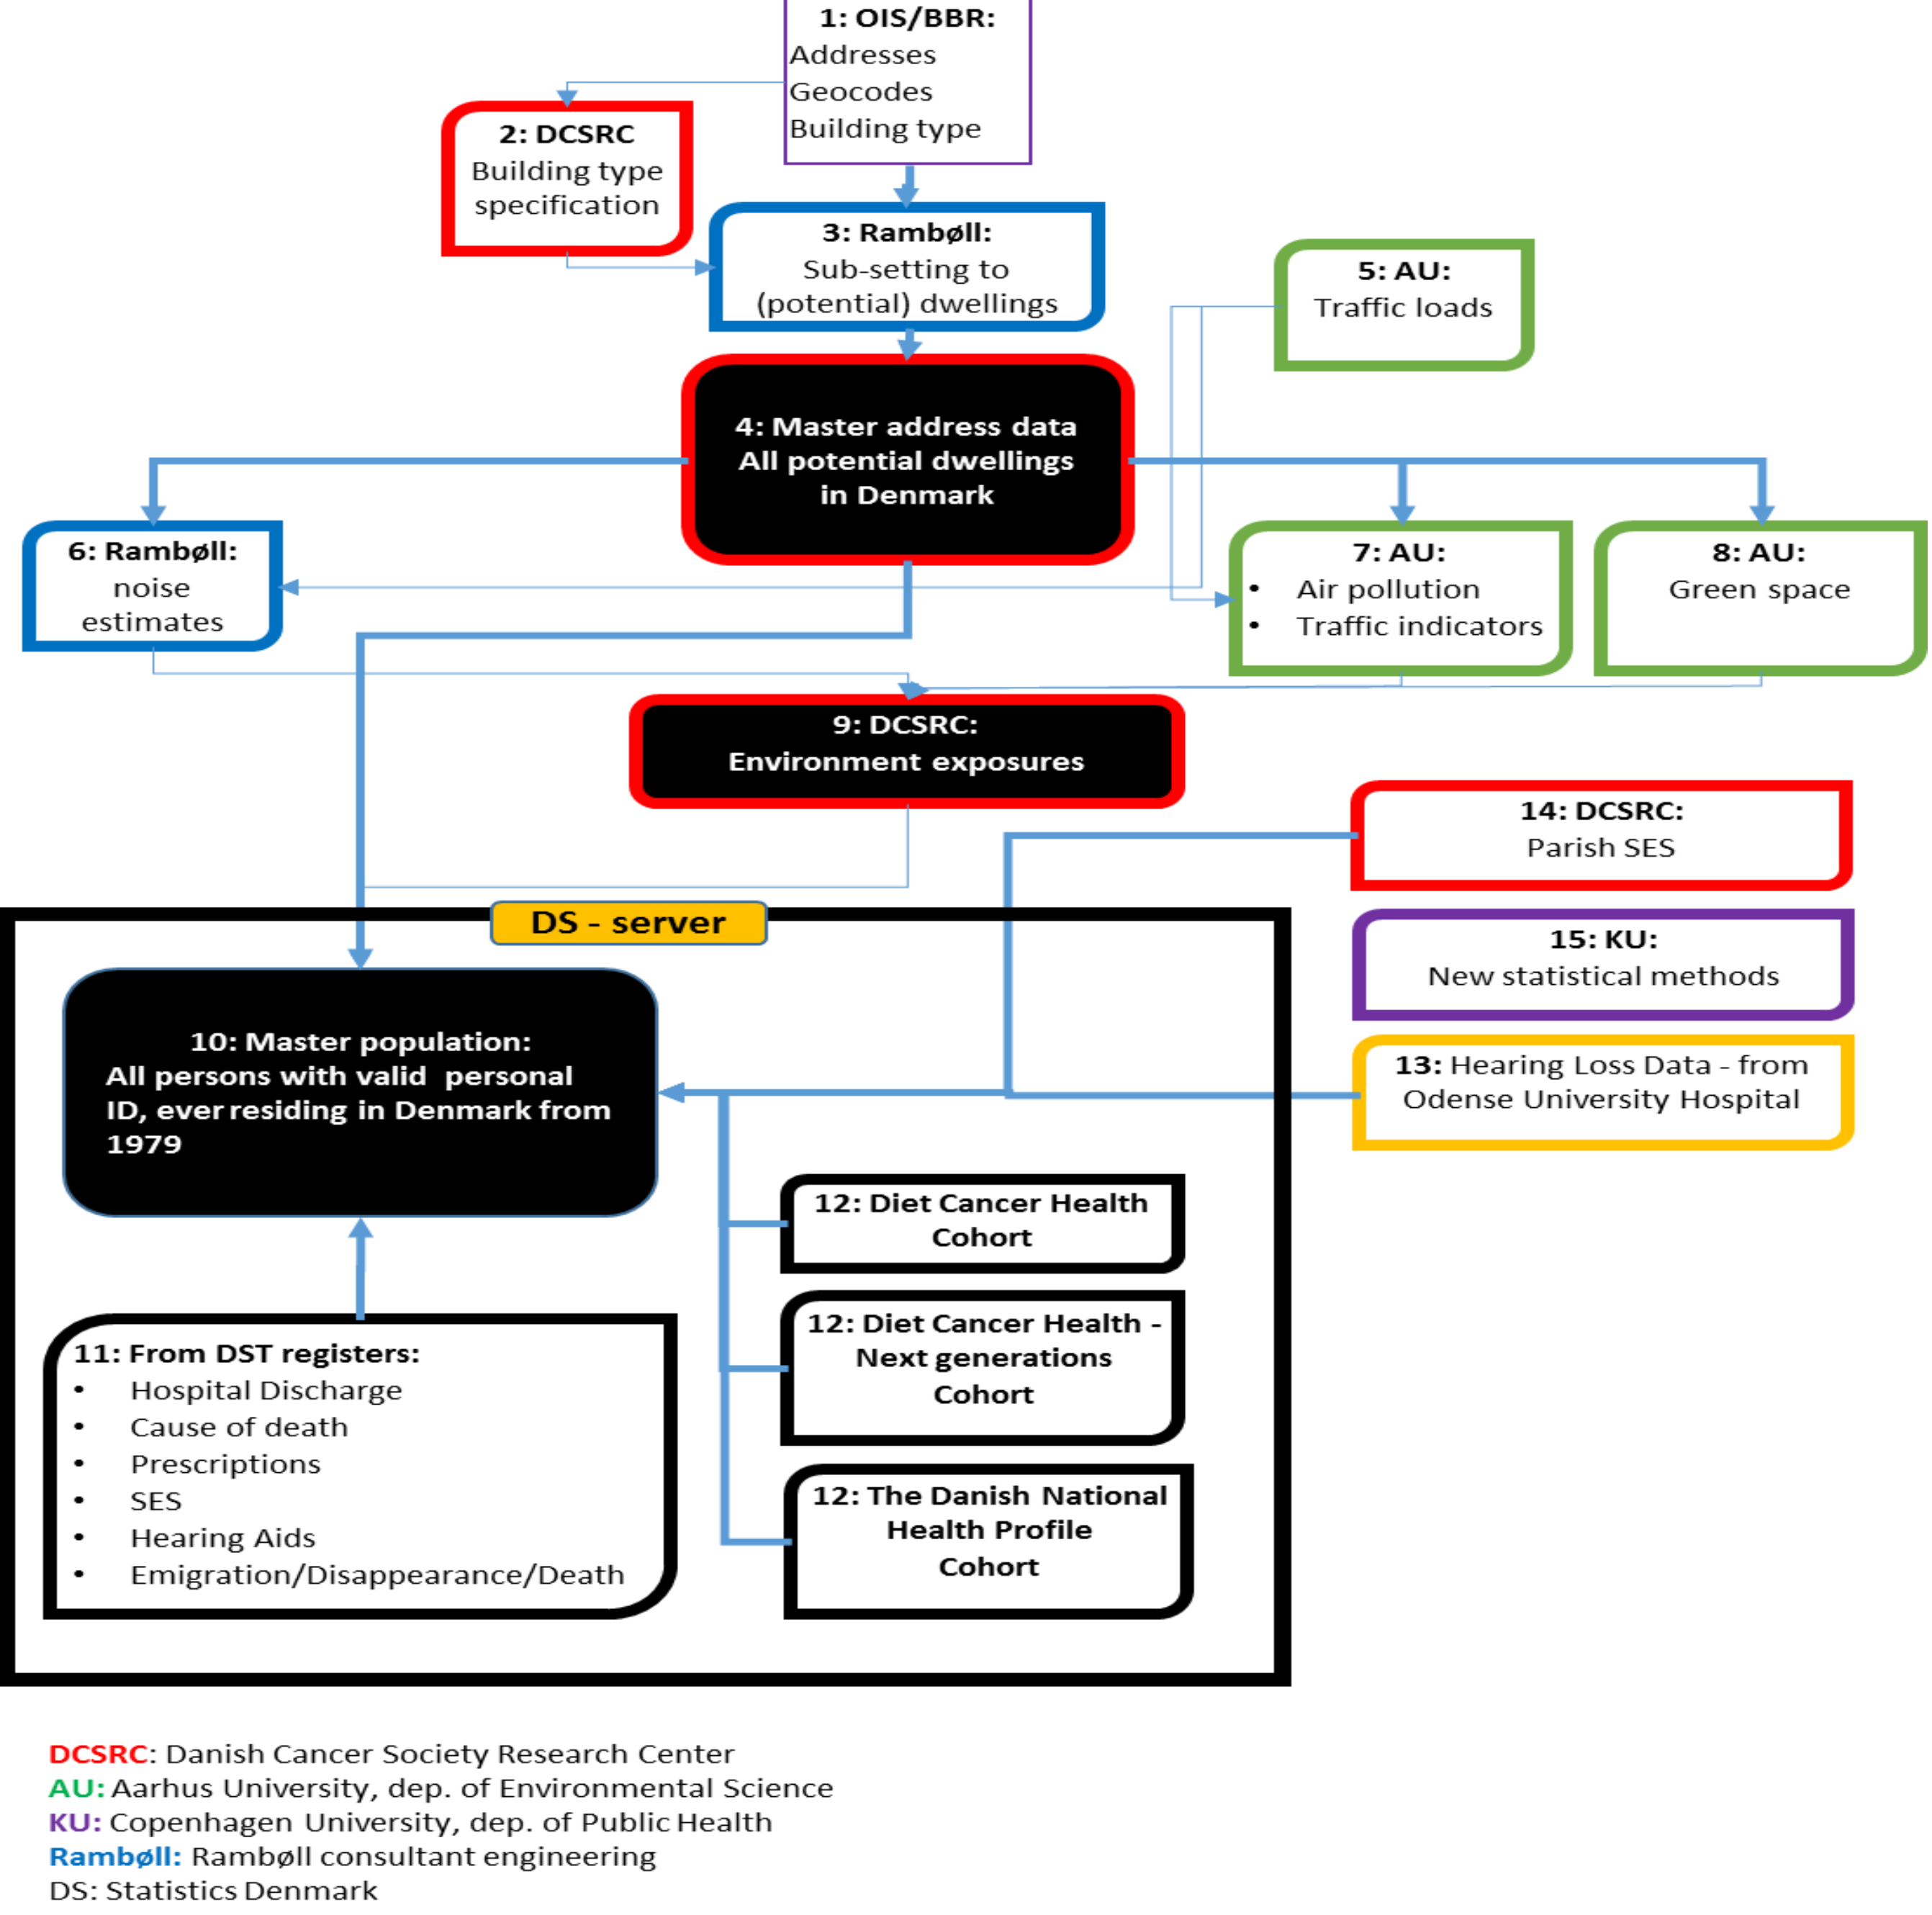 1: OIS/BBR:
Addresses
Geocodes
Building type
2: DCSRC
Building type
specification
3: Rambøll:
Sub-setting to
(potential) dwellings
5: AU:
Traffic loads
4: Master address data
All potential dwellings
in Denmark
6: Rambøll:
noise
estimates
7: AU:
• Air pollution
• Traffic indicators
8: AU:
Green space
9: DCSRC:
Environment exposures
14: DCSRC:
Parish SES
15: KU:
New statistical methods
13: Hearing Loss Data - from
Odense University Hospital
DS - server
10: Master population:
All persons with valid personal
ID, ever residing in Denmark from
1979
12: Diet Cancer Health
Cohort
12: Diet Cancer Health -
Next generations
Cohort
12: The Danish National
Health Profile
Cohort
11: From DST registers:
• Hospital Discharge
• Cause of death
• Prescriptions
• SES
• Hearing Aids
• Emigration/Disappearance/Death
DCSRC: Danish Cancer Society Research Center
AU: Aarhus University, dep. of Environmental Science
KU: Copenhagen University, dep. of Public Health
Rambøll: Rambøll consultant engineering
DS: Statistics Denmark